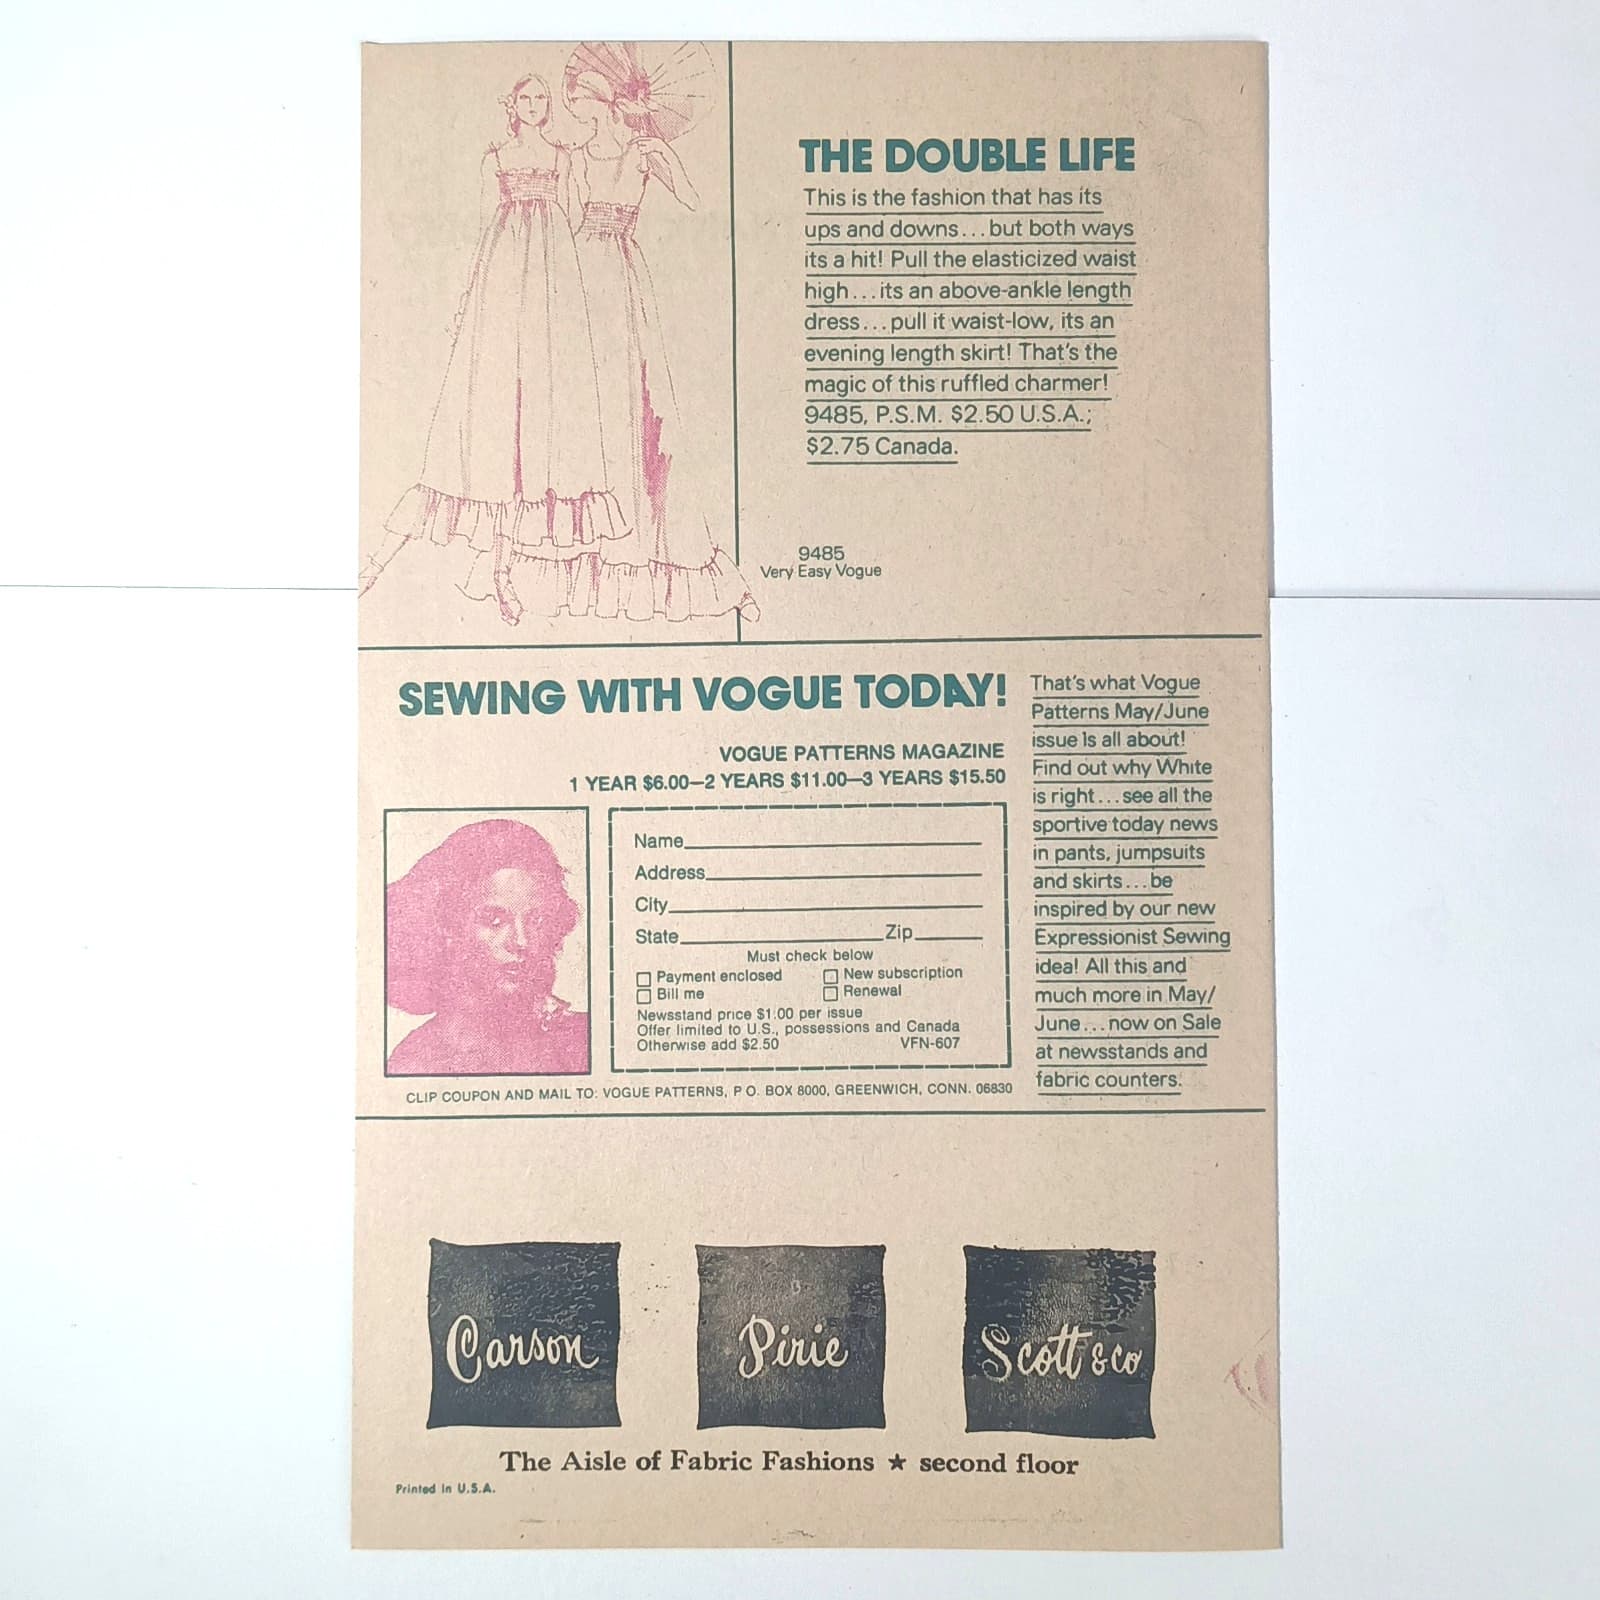 THE DOUBLE LIFE
This is the fashion that has its
ups and downs...but both ways
its a hit! Pull the elasticized waist
high...its an above-ankle length
dress...pull it waist-low, its an
evening length skirt! That's the
magic of this ruffled charmer!
9485, P.S.M. $2.50 U.S.A.;
$2.75 Canada.
9485
Very Easy Vogue
SEWING WITH VOGUE TODAY!
VOGUE PATTERNS MAGAZINE
1 YEAR $6.00—2 YEARS $11.00—3 YEARS $15.50
Name
Address
City
State Zip
Must check below
Payment enclosed New subscription
Bill me Renewal
Newsstand price $1.00 per issue
Offer limited to U.S., possessions and Canada
Otherwise add $2.50 VFN-607
CLIP COUPON AND MAIL TO: VOGUE PATTERNS, P.O. BOX 8000, GREENWICH, CONN. 06830
That's what Vogue
Patterns May/June
issue is all about!
Find out why White
is right...see all the
sportive today news
in pants, jumpsuits
and skirts...be
inspired by our new
Expressionist Sewing
idea! All this and
much more in May/
June...now on Sale
at newsstands and
fabric counters.
Carson Pirie Scott & co
The Aisle of Fabric Fashions ★ second floor
Printed in U.S.A.